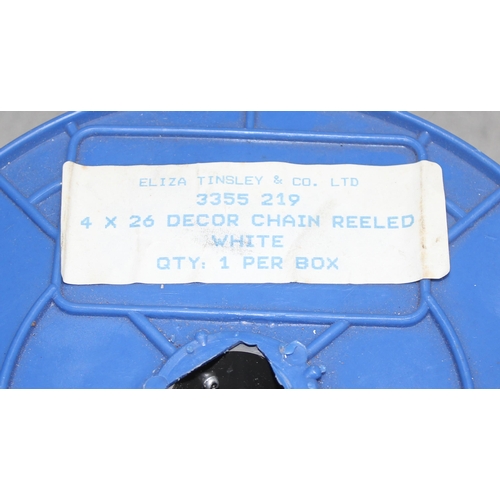 ELIZA TINSLEY & CO. LTD
3355 219
4 X 26 DECOR CHAIN REELED
WHITE
QTY: 1 PER BOX